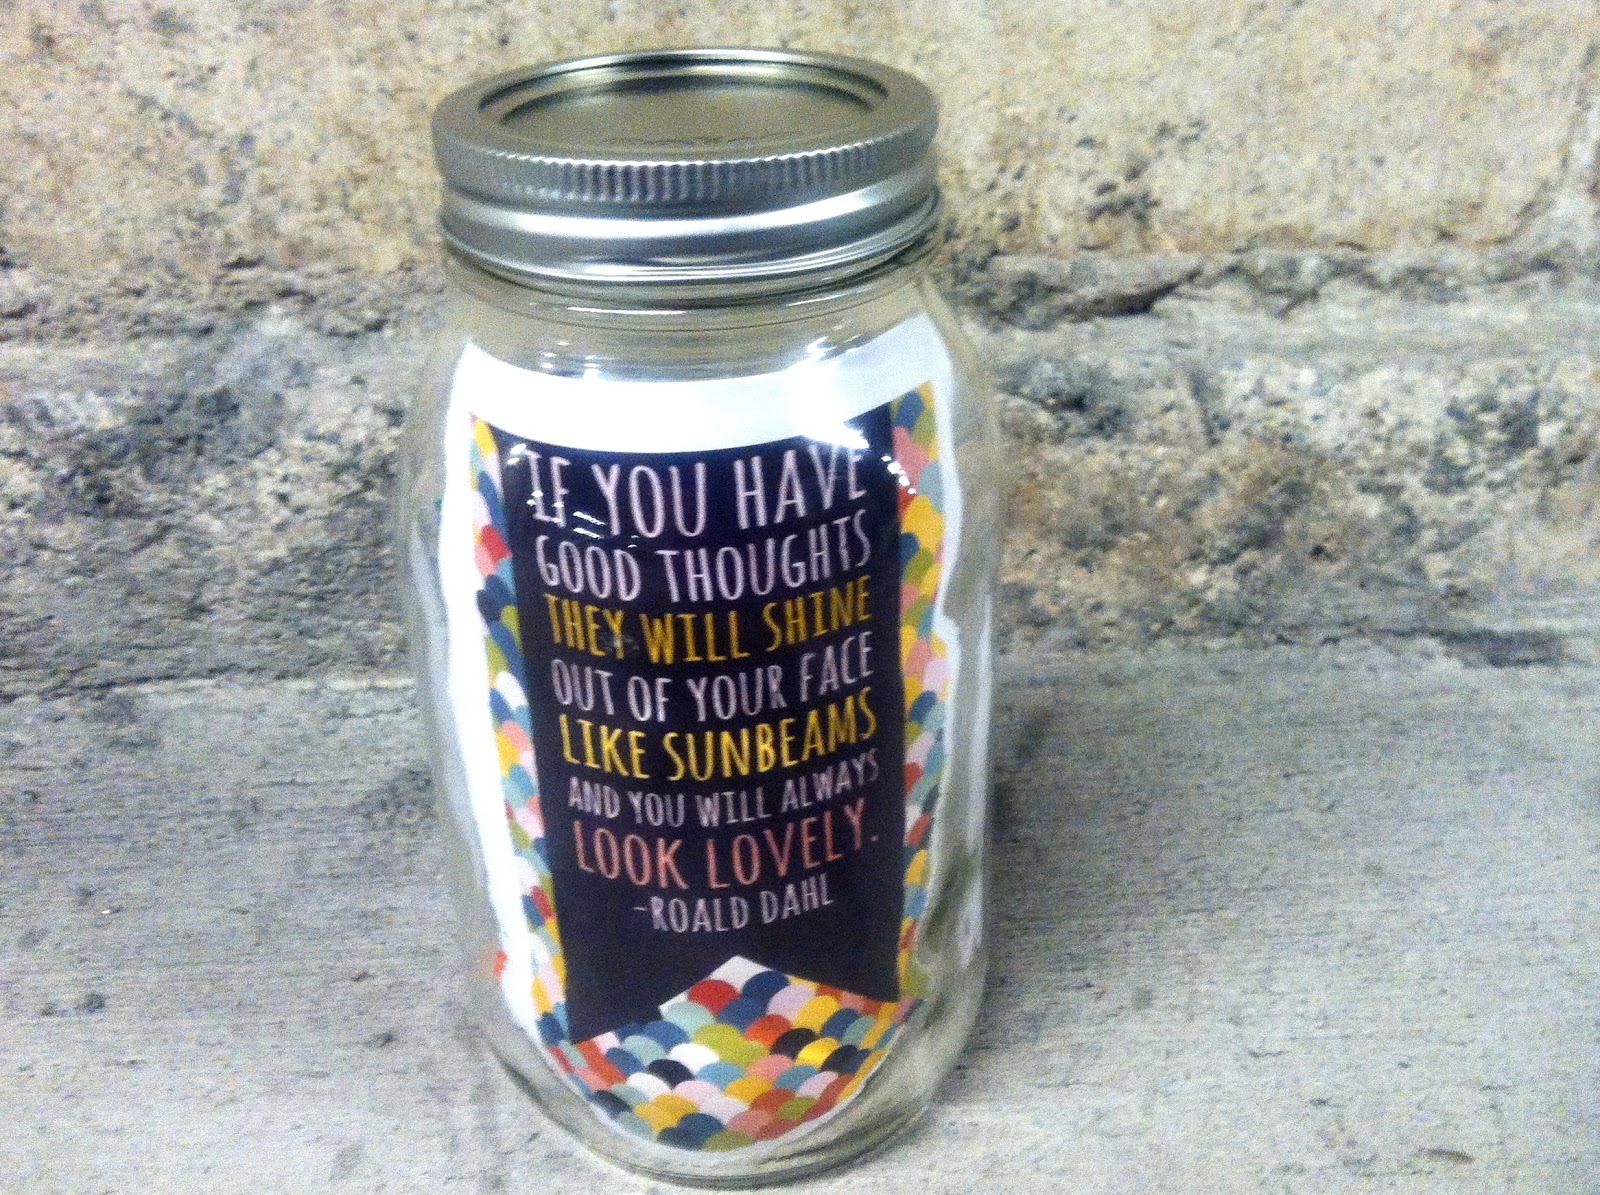 IF YOU HAVE
GOOD THOUGHTS
THEY WILL SHINE
OUT OF YOUR FACE
LIKE SUNBEAMS
AND YOU WILL ALWAYS
LOOK LOVELY.
-ROALD DAHL